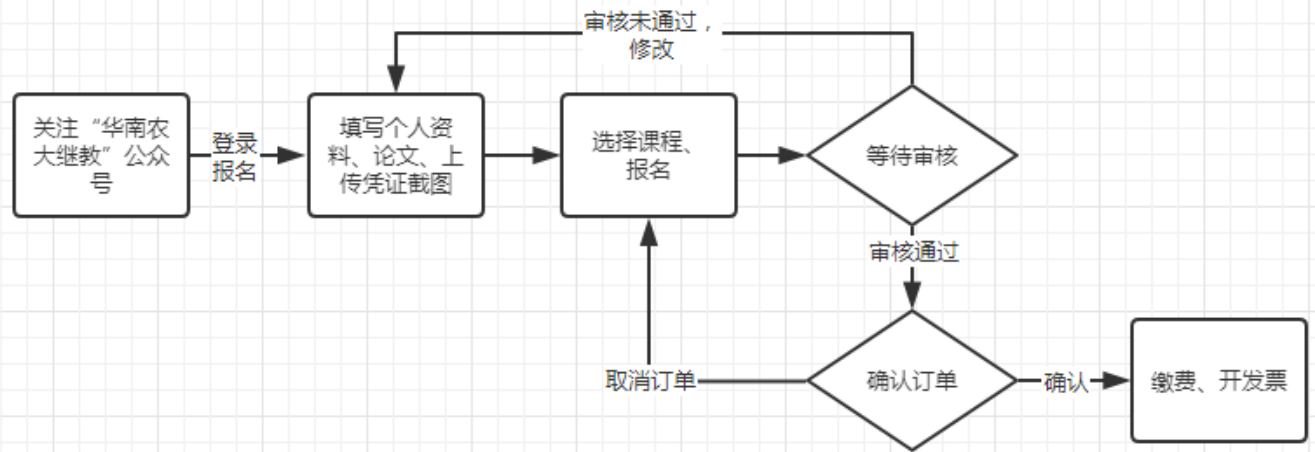 审核未通过，
修改
关注“华南农
大继教”公众
号
登录
报名
填写个人资
料、论文、上
传凭证截图
选择课程、
报名
等待审核
审核通过
取消订单
确认订单
确认
缴费、开发票